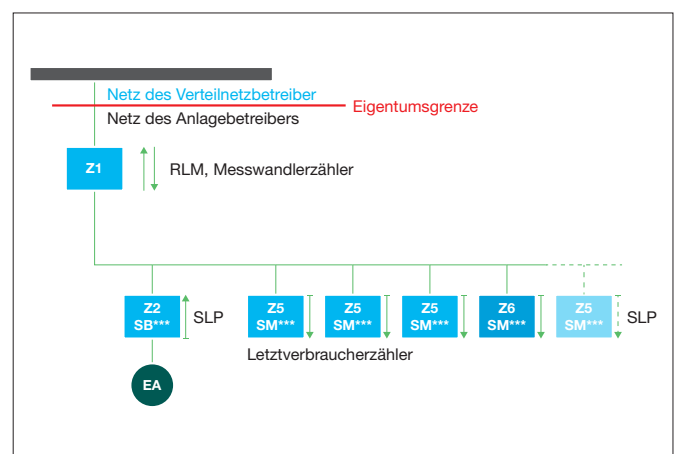 Netz des Verteilnetzbetreiber
Eigentumsgrenze
Netz des Anlagebetreibers
Z1
RLM, Messwandlerzähler
Z2
SB***
SLP
Z5
SM***
Z5
SM***
Z5
SM***
Z6
SM***
Z5
SM***
SLP
Letztverbraucherzähler
EA